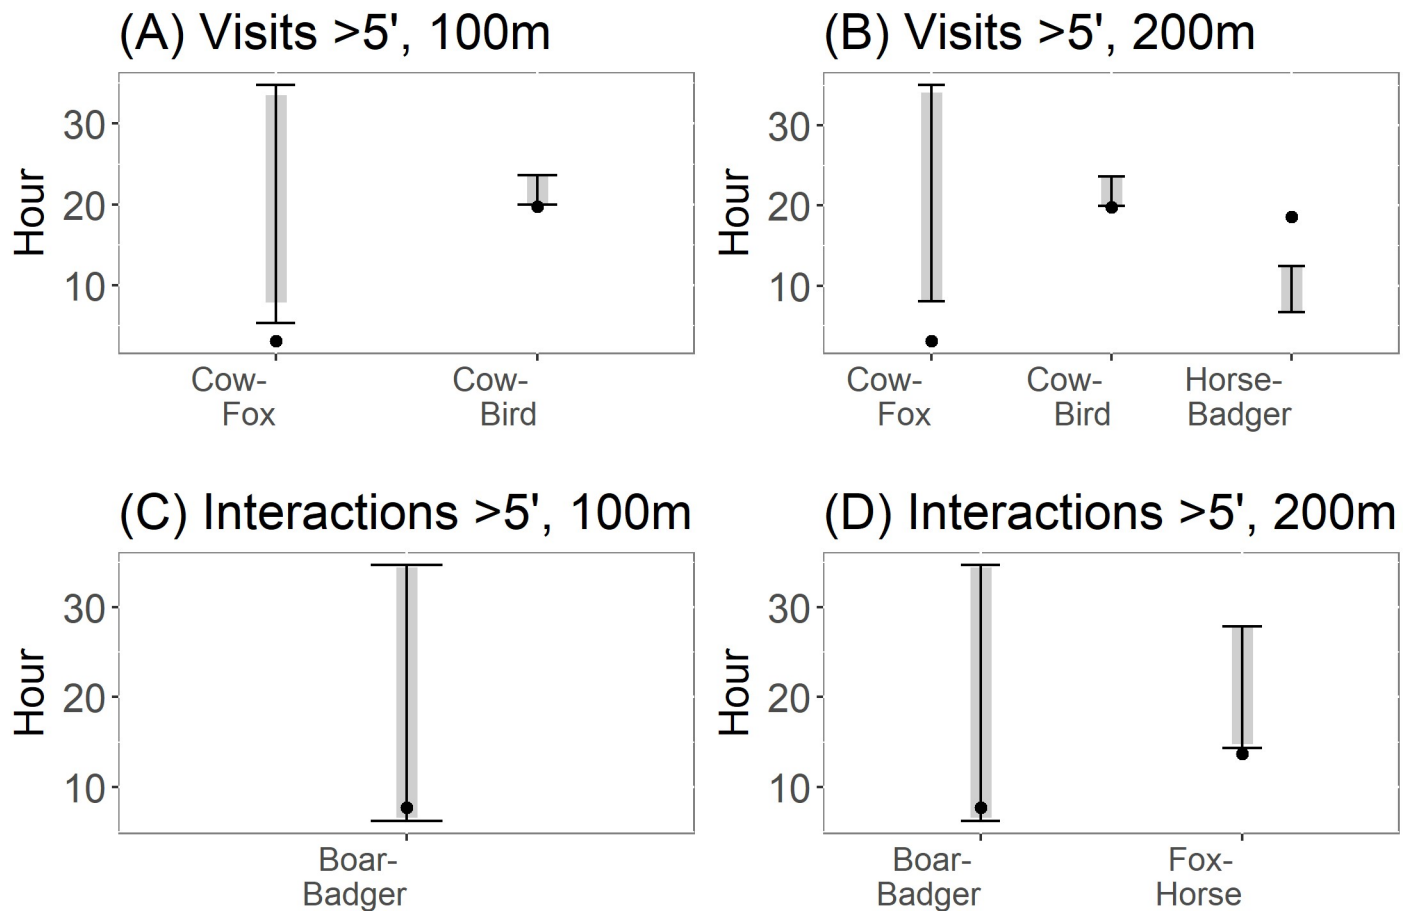 (A) Visits >5', 100m
Hour
30
20
10
Cow-
Fox
Cow-
Bird
(B) Visits >5', 200m
Hour
30
20
10
Cow-
Fox
Cow-
Bird
Horse-
Badger
(C) Interactions >5', 100m
Hour
30
20
10
Boar-
Badger
(D) Interactions >5', 200m
Hour
30
20
10
Boar-
Badger
Fox-
Horse